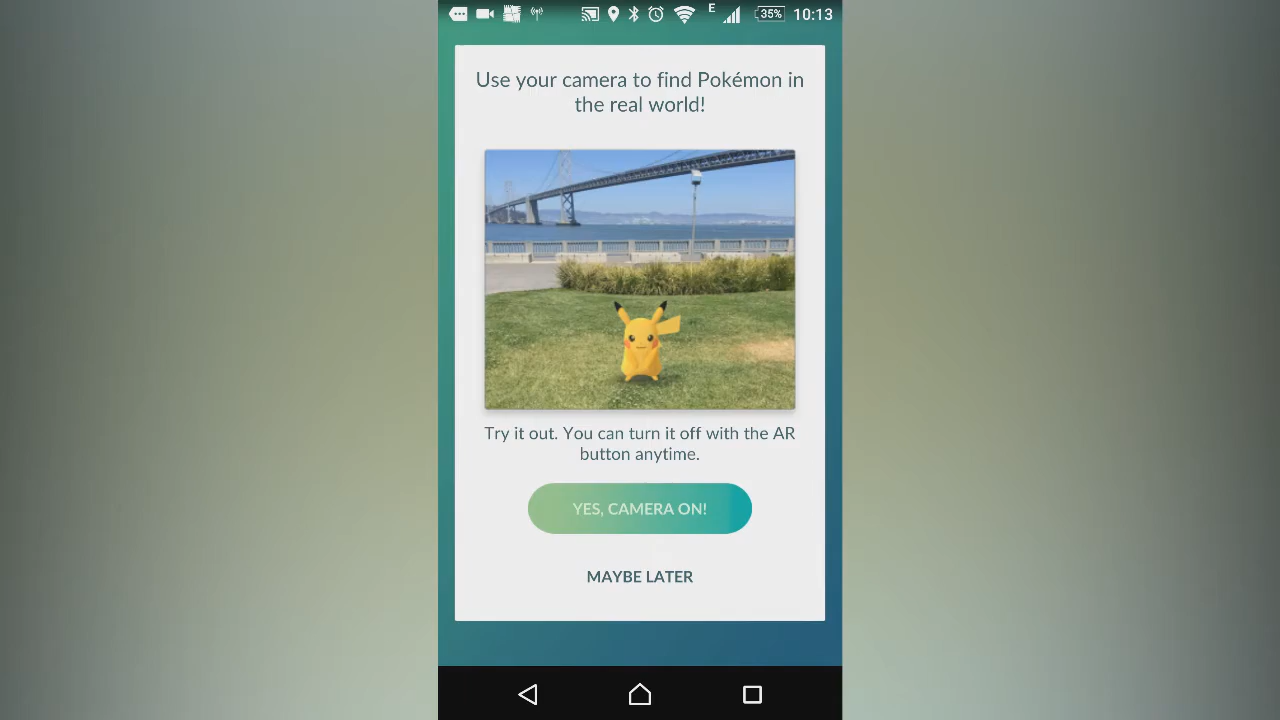 E 35% 10:13
Use your camera to find Pokémon in
the real world!
Try it out. You can turn it off with the AR
button anytime.
YES, CAMERA ON!
MAYBE LATER